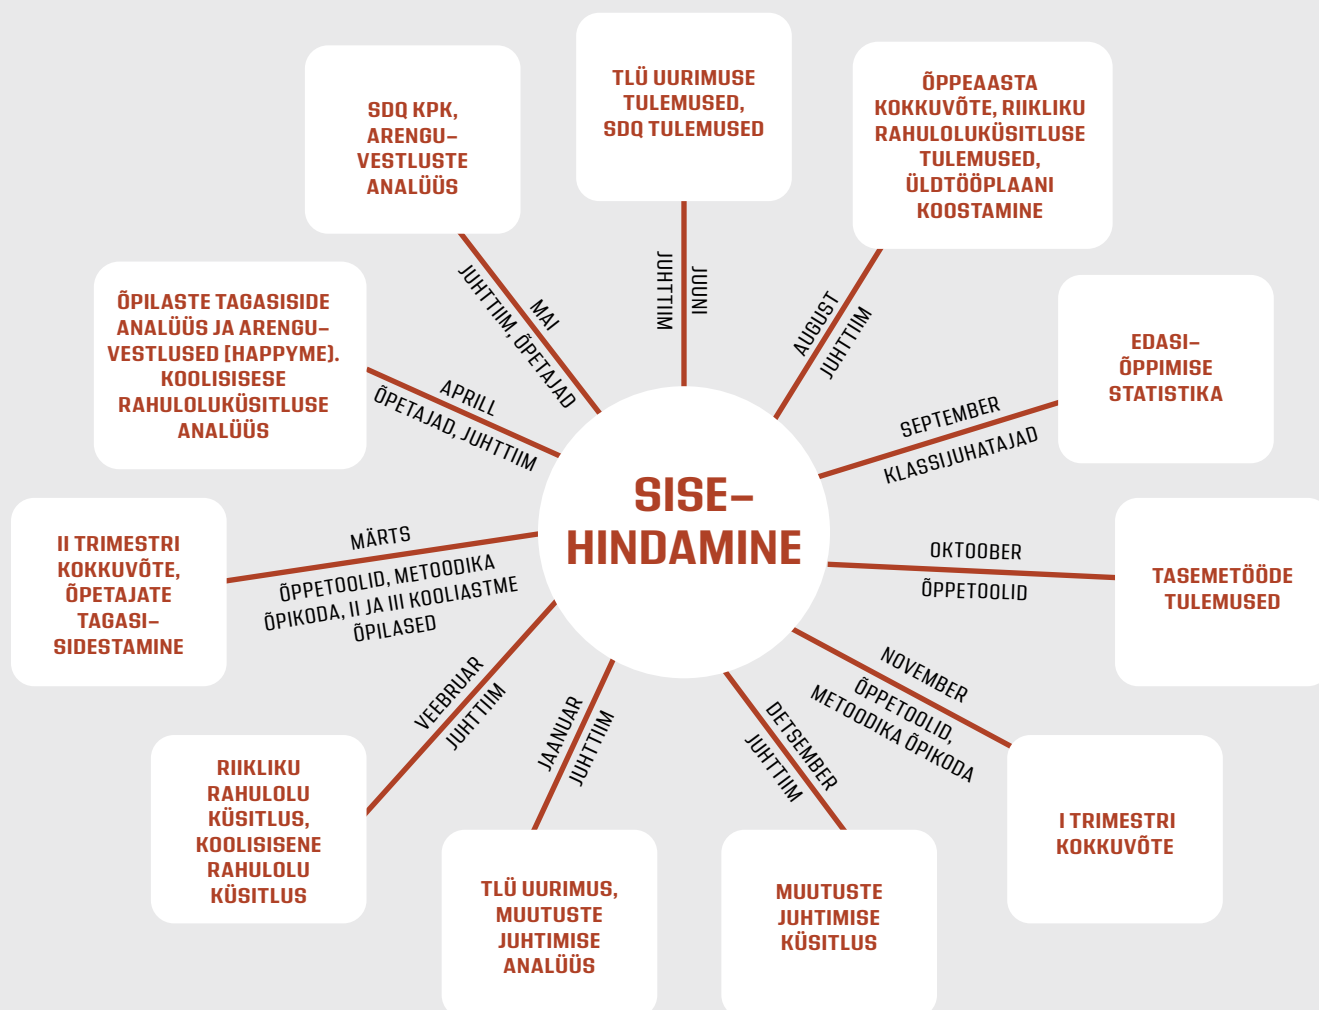 SISE–
HINDAMINE
TLÜ UURIMUSE
TULEMUSED,
SDQ TULEMUSED
JUUNI
JUHTTIIM
ÕPPEAASTA
KOKKUVÕTE, RIIKLIKU
RAHULOLUKÜSITLUSE
TULEMUSED,
ÜLDTÖÖPLAANI
KOOSTAMINE
AUGUST
JUHTTIIM
EDASI–
ÕPPIMISE
STATISTIKA
SEPTEMBER
KLASSIJUHATAJAD
TASEMETÖÖDE
TULEMUSED
OKTOOBER
ÕPPETOOLID
I TRIMESTRI
KOKKUVÕTE
NOVEMBER
ÕPPETOOLID,
METOODIKA ÕPIKODA
MUUTUSTE
JUHTIMISE
KÜSITLUS
DETSEMBER
JUHTTIIM
TLÜ UURIMUS,
MUUTUSTE
JUHTIMISE
ANALÜÜS
JAANUAR
JUHTTIIM
RIIKLIKU
RAHULOLU
KÜSITLUS,
KOOLISISENE
RAHULOLU
KÜSITLUS
VEEBRUAR
JUHTTIIM
II TRIMESTRI
KOKKUVÕTE,
ÕPETAJATE
TAGASI–
SIDESTAMINE
MÄRTS
ÕPPETOOLID, METOODIKA
ÕPIKODA, II JA III KOOLIASTME
ÕPILASED
ÕPILASTE TAGASISIDE
ANALÜÜS JA ARENGU–
VESTLUSED [HAPPYME].
KOOLISISESE
RAHULOLUKÜSITLUSE
ANALÜÜS
APRILL
ÕPETAJAD, JUHTTIIM
SDQ KPK,
ARENGU–
VESTLUSTE
ANALÜÜS
MAI
JUHTTIIM, ÕPETAJAD